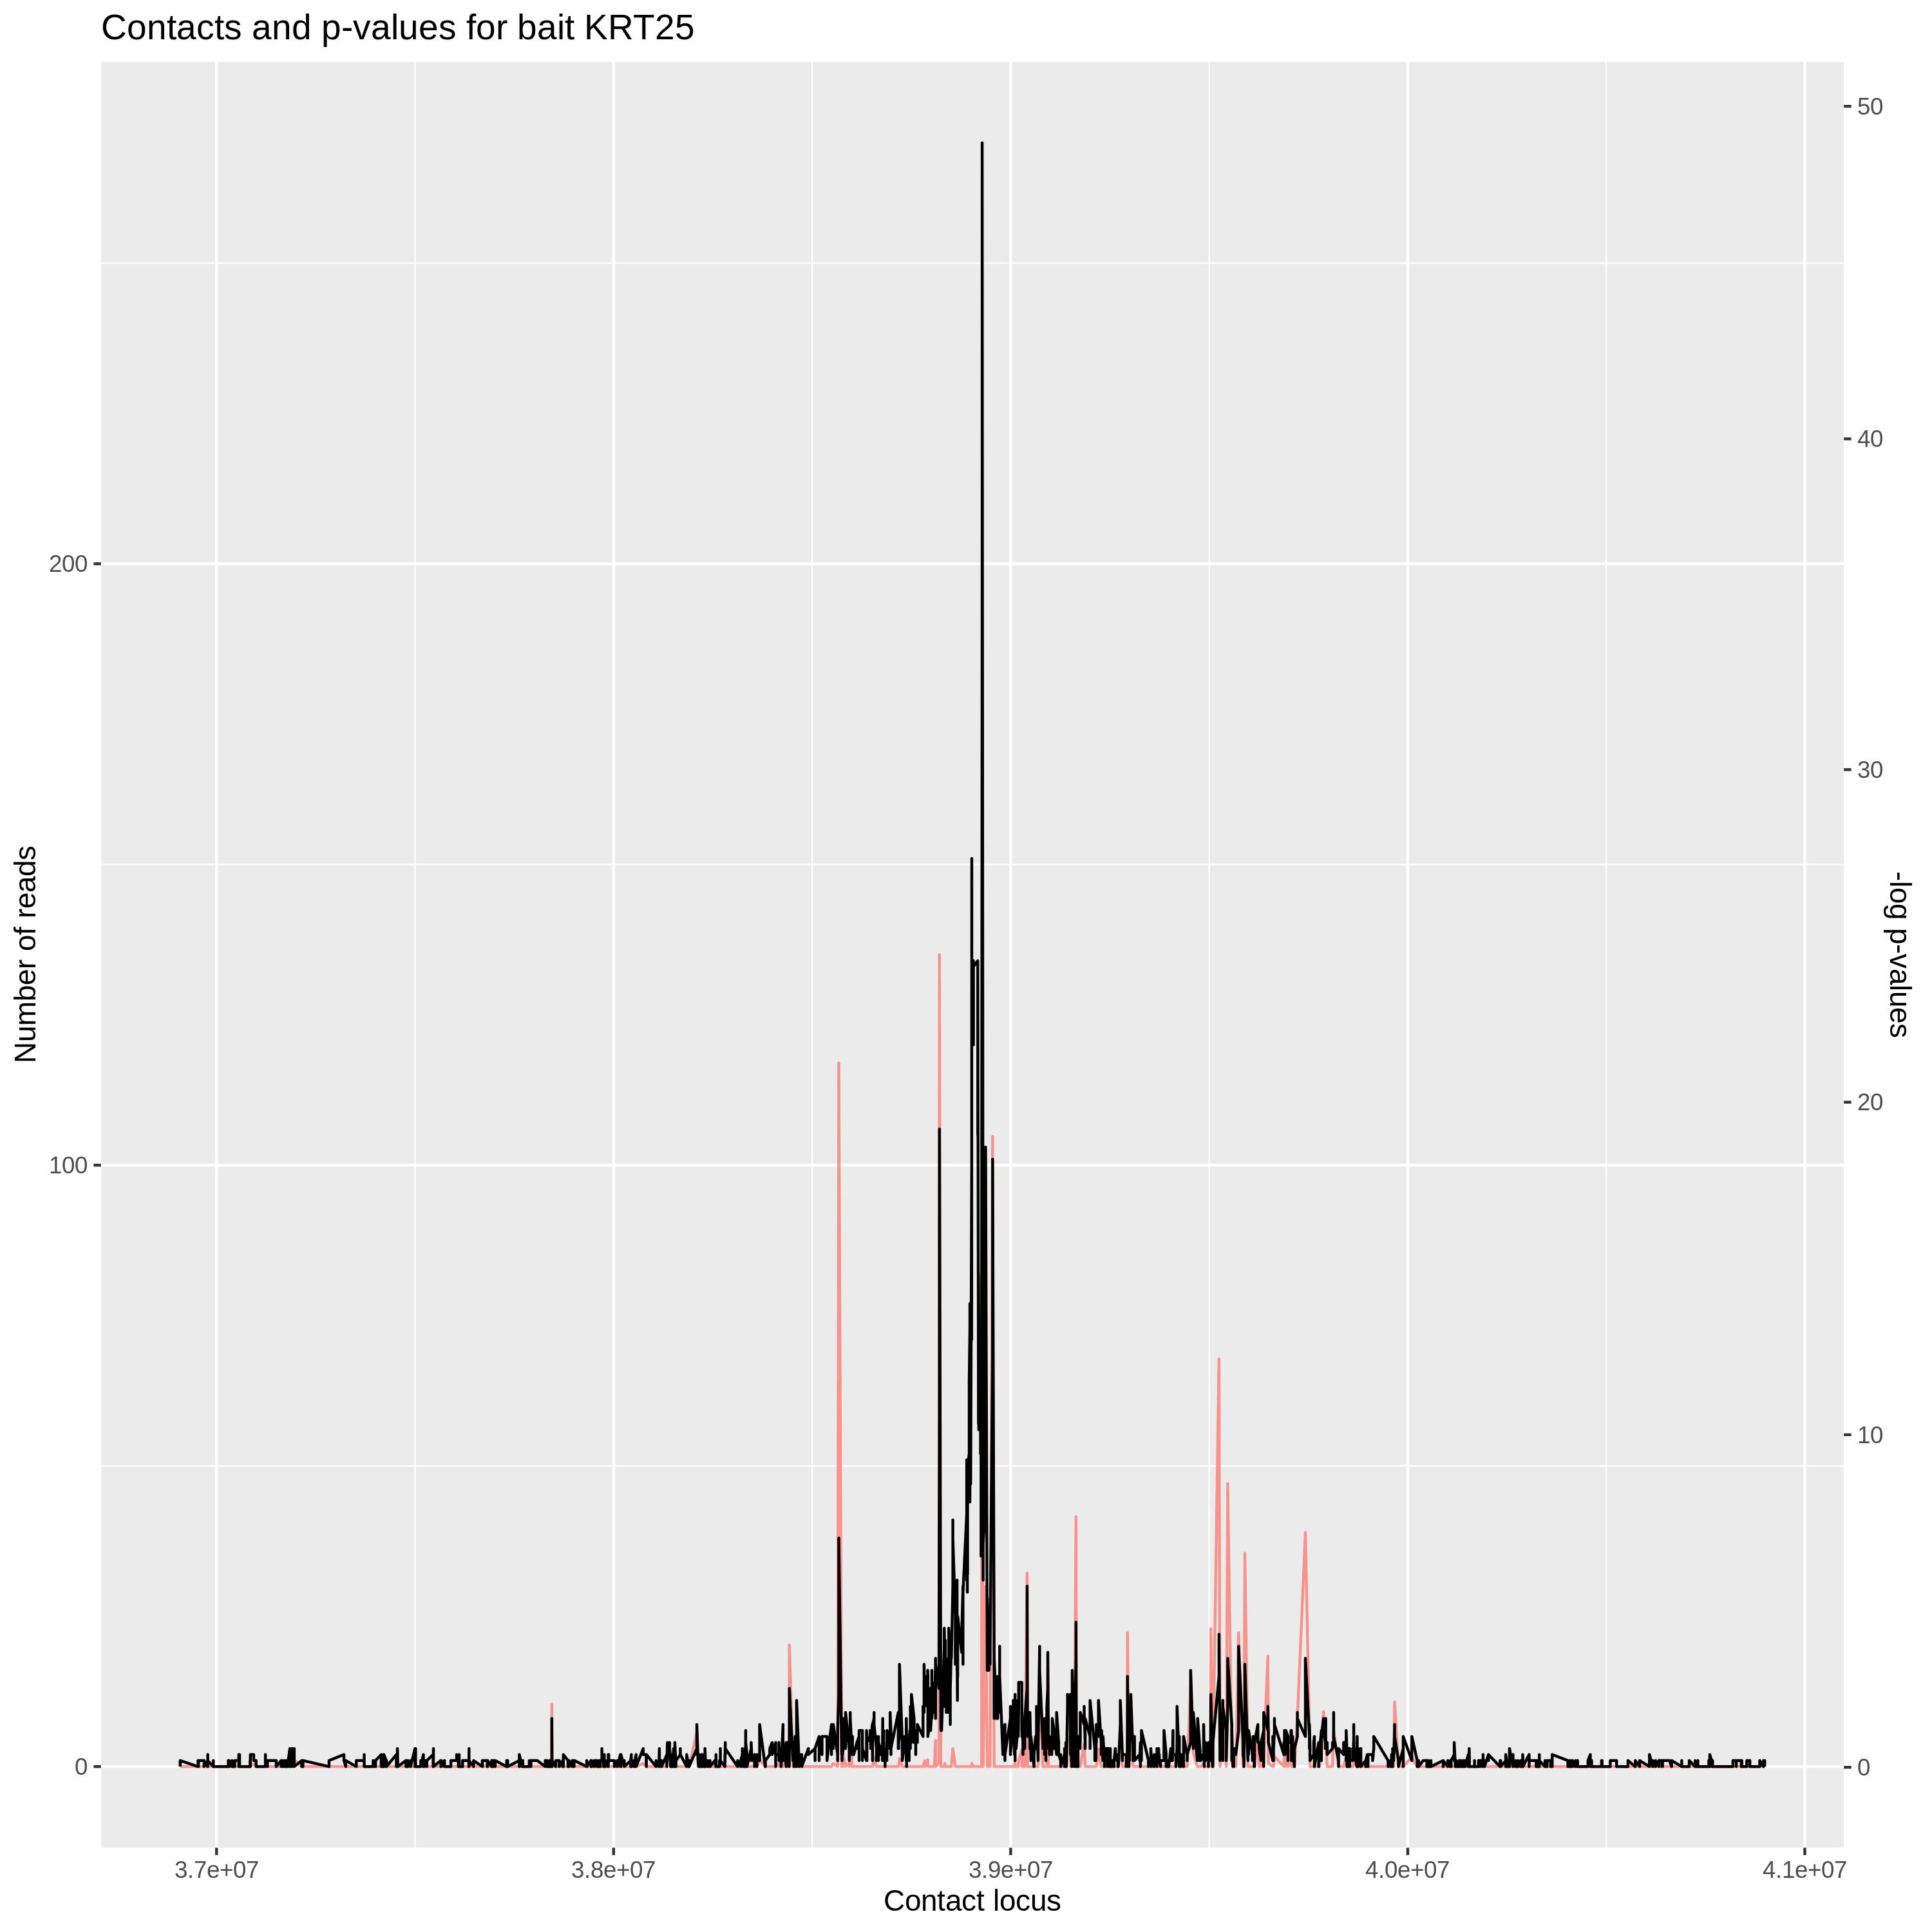 Contacts and p-values for bait KRT25
50
40
200
30
Number of reads
-log p-values
20
100
10
0
0
3.7e+07 3.8e+07 3.9e+07 4.0e+07 4.1e+07
Contact locus